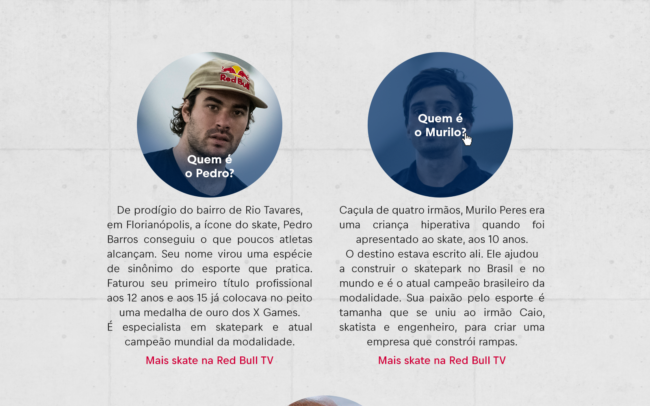 Red Bull
Quem é
o Pedro?
De prodígio do bairro de Rio Tavares,
em Florianópolis, a ícone do skate, Pedro
Barros conseguiu o que poucos atletas
alcançam. Seu nome virou uma espécie
de sinônimo do esporte que pratica.
Faturou seu primeiro título profissional
aos 12 anos e aos 15 já colocava no peito
uma medalha de ouro dos X Games.
É especialista em skatepark e atual
campeão mundial da modalidade.
Mais skate na Red Bull TV
Quem é
o Murilo?
Caçula de quatro irmãos, Murilo Peres era
uma criança hiperativa quando foi
apresentado ao skate, aos 10 anos.
O destino estava escrito ali. Ele ajudou
a construir o skatepark no Brasil e no
mundo e é o atual campeão brasileiro da
modalidade. Sua paixão pelo esporte é
tamanha que se uniu ao irmão Caio,
skatista e engenheiro, para criar uma
empresa que constrói rampas.
Mais skate na Red Bull TV